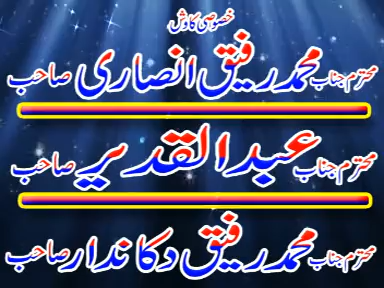 خصوصی کاوش
محترم جناب محمد رفیق انصاری صاحب
محترم جناب عبدالقدیر صاحب
محترم جناب محمد رفیق دکاندار صاحب